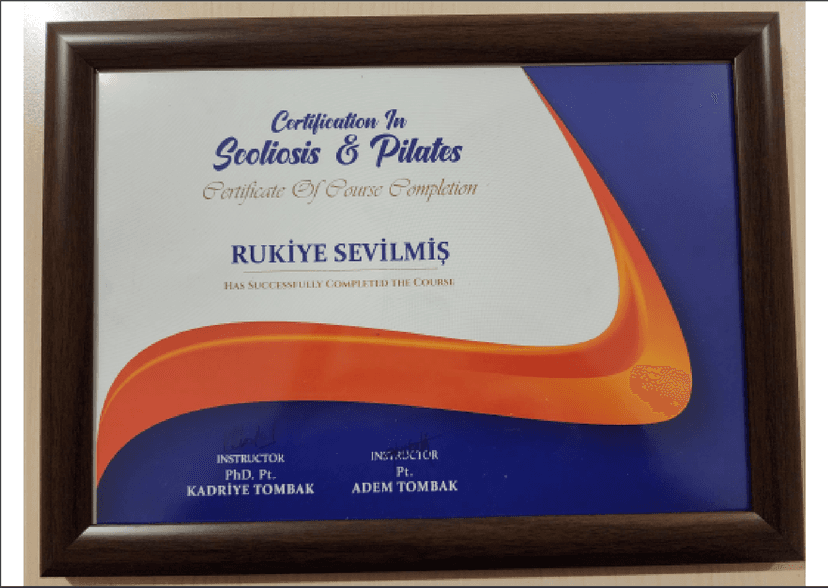 Certification In
Scoliosis & Pilates
Certificate Of Course Completion
RUKİYE SEVİLMİŞ
HAS SUCCESSFULLY COMPLETED THE COURSE
INSTRUCTOR
PhD. Pt.
KADRİYE TOMBAK
INSTRUCTOR
Pt.
ADEM TOMBAK